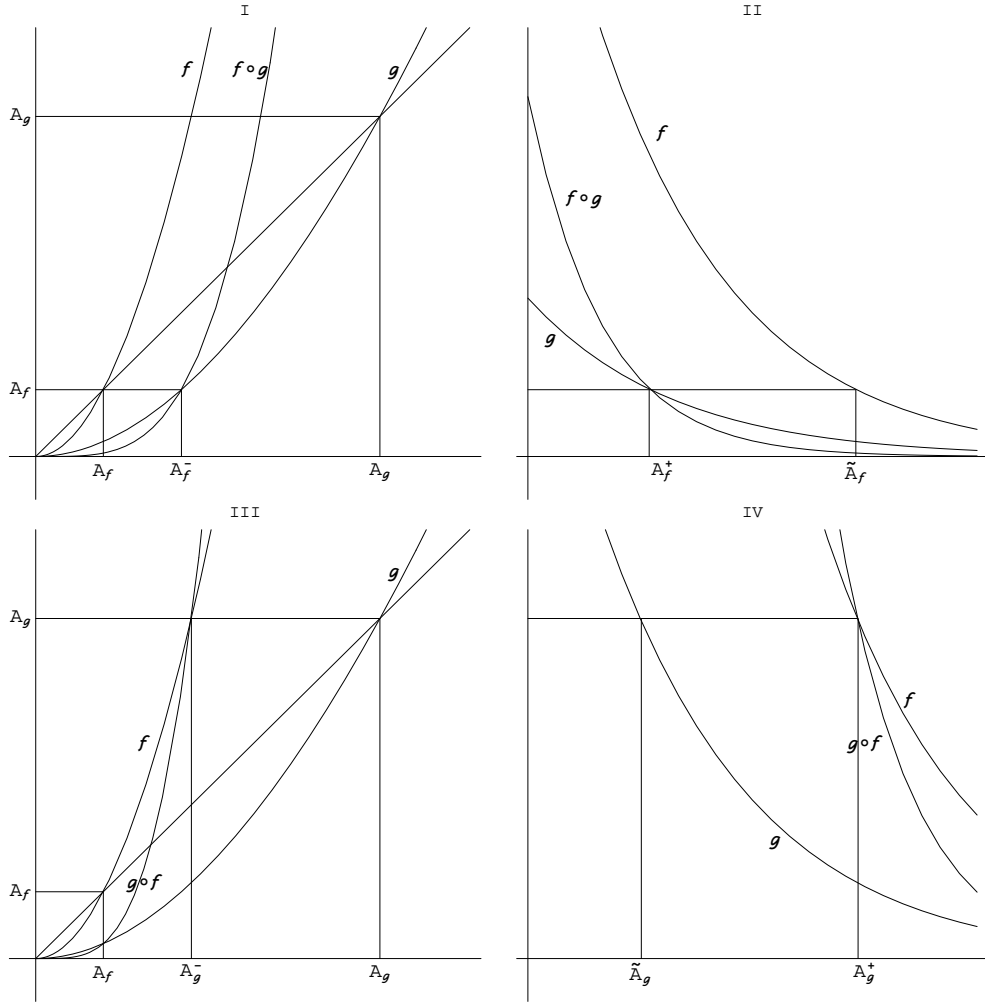 I
f
f∘g
g
A_g
A_f
A_f
A_f^-
A_g
II
f
f∘g
g
A_f^+
Ã_f
III
g
A_g
f
A_f
g∘f
A_f
A_g^-
A_g
IV
f
g∘f
g
Ã_g
A_g^+